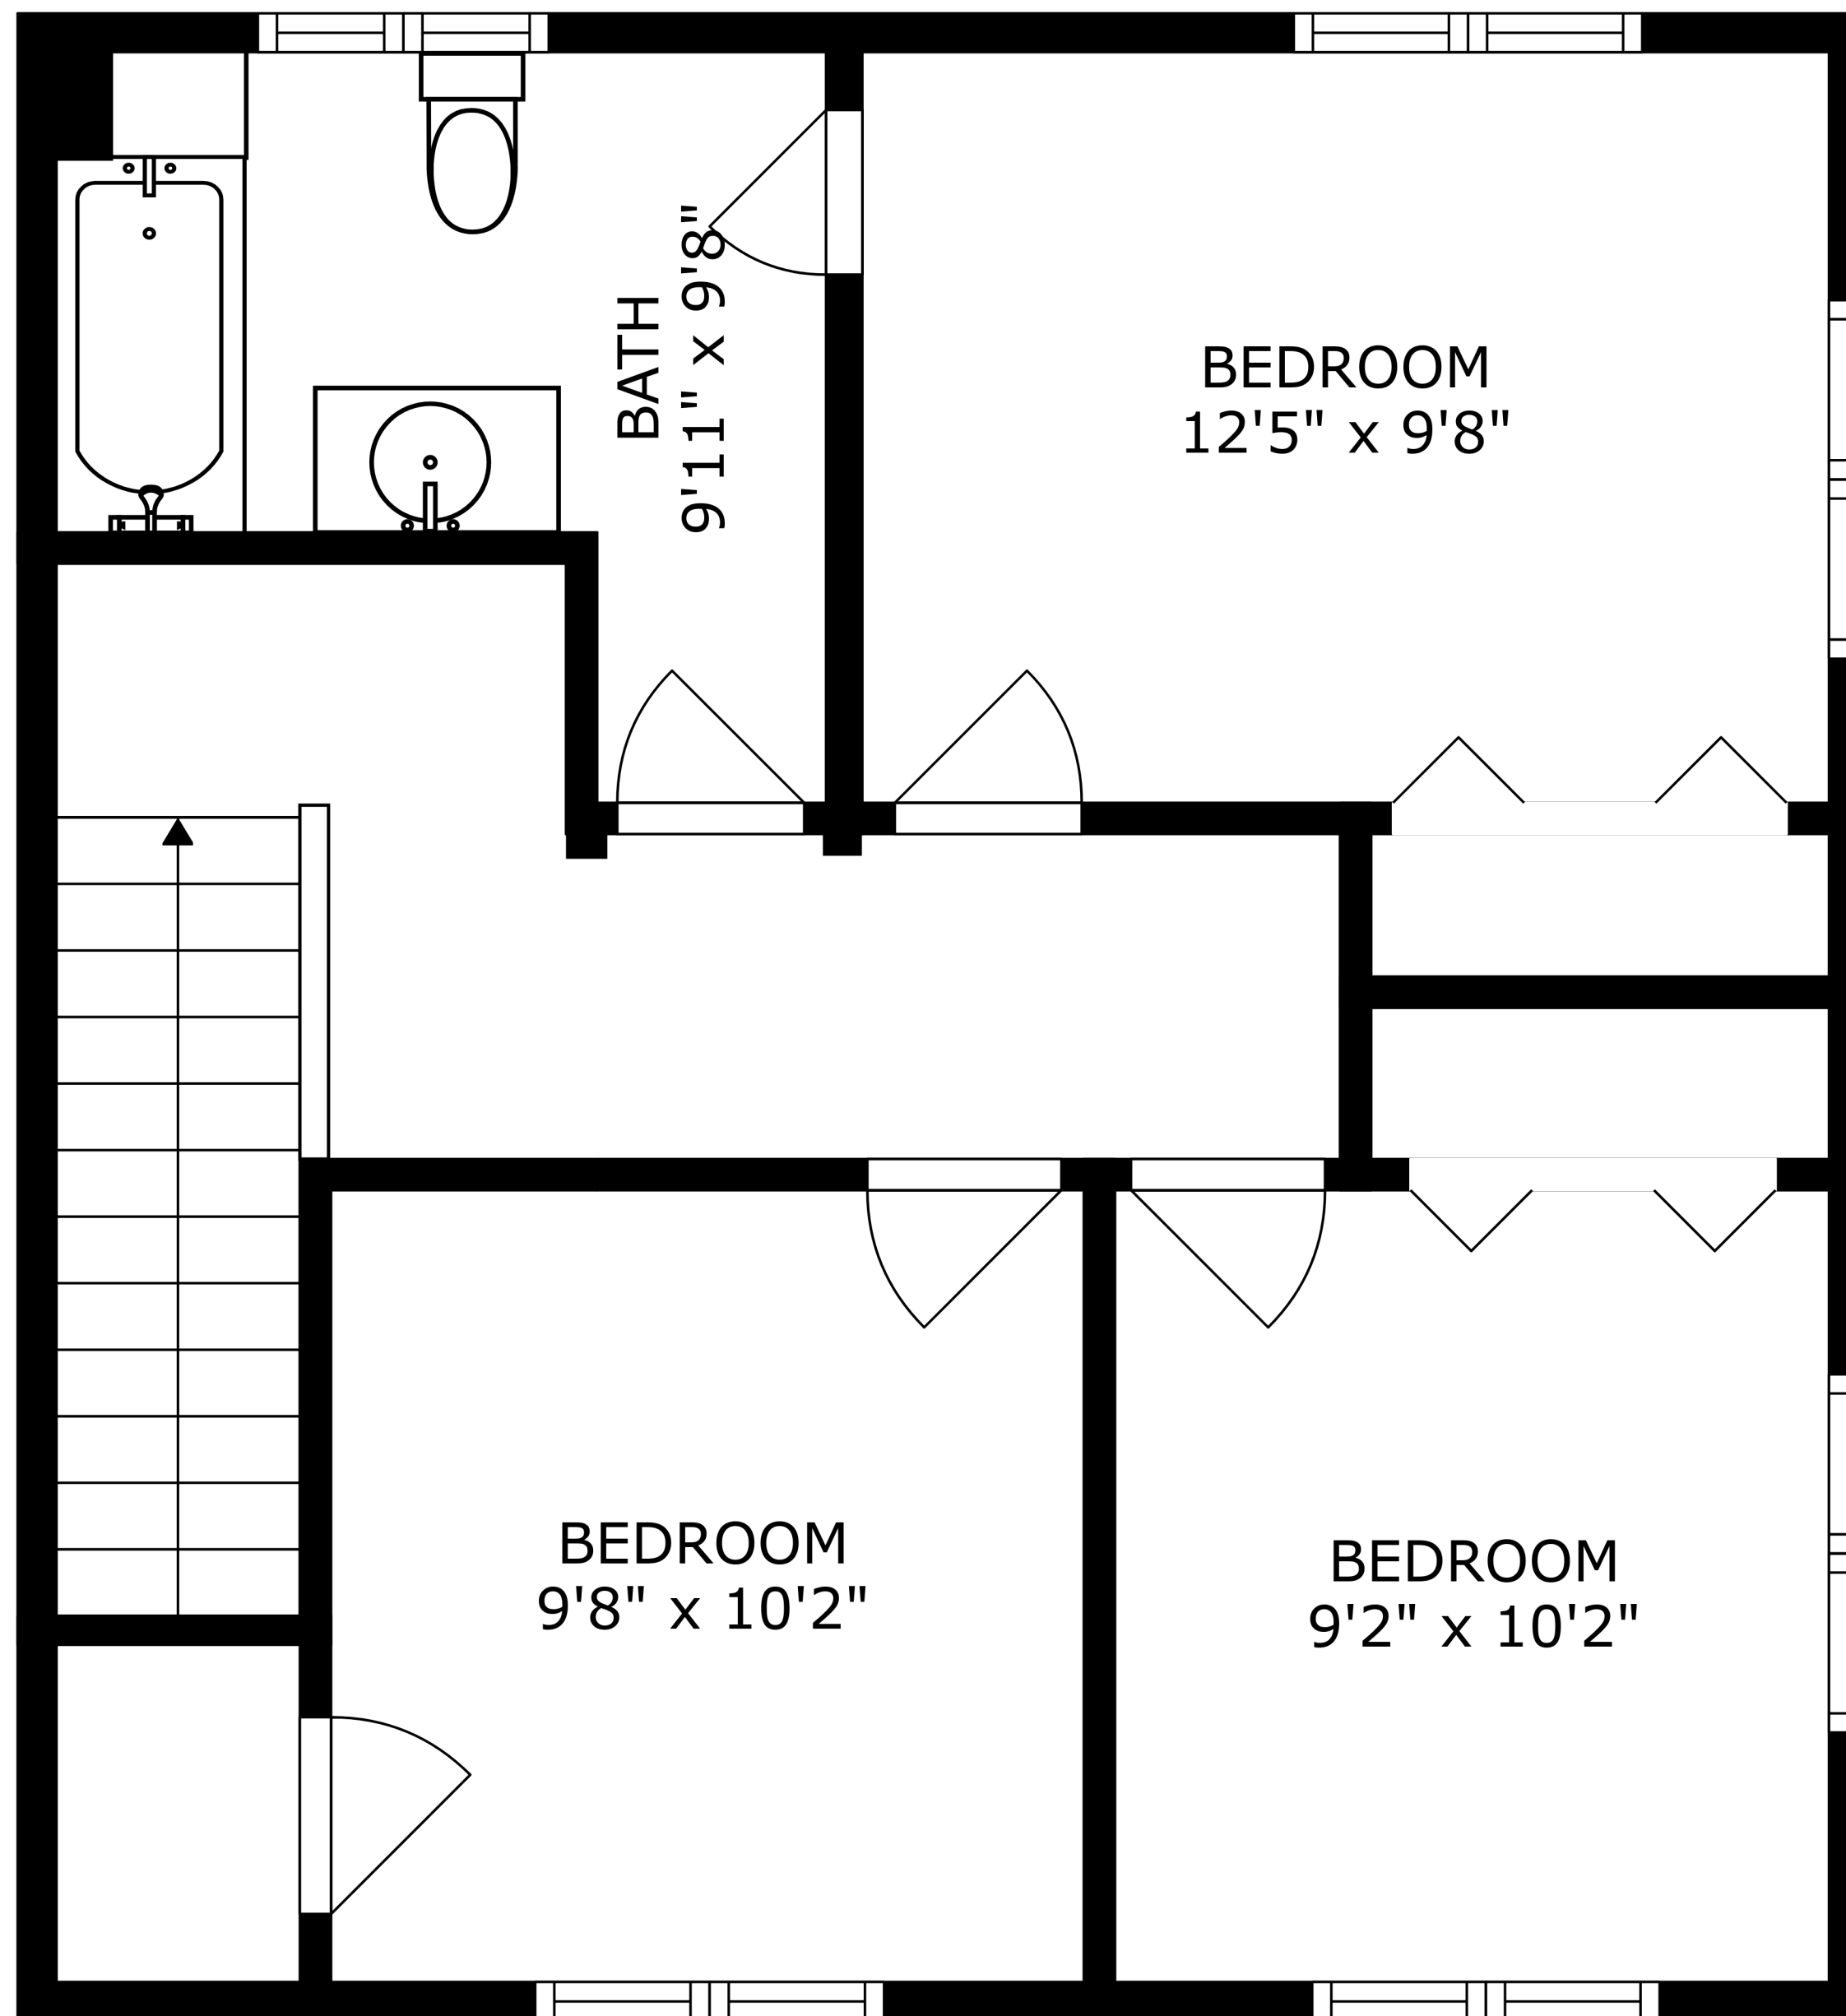 BATH
9'11" x 9'8"
BEDROOM
12'5" x 9'8"
BEDROOM
9'8" x 10'2"
BEDROOM
9'2" x 10'2"